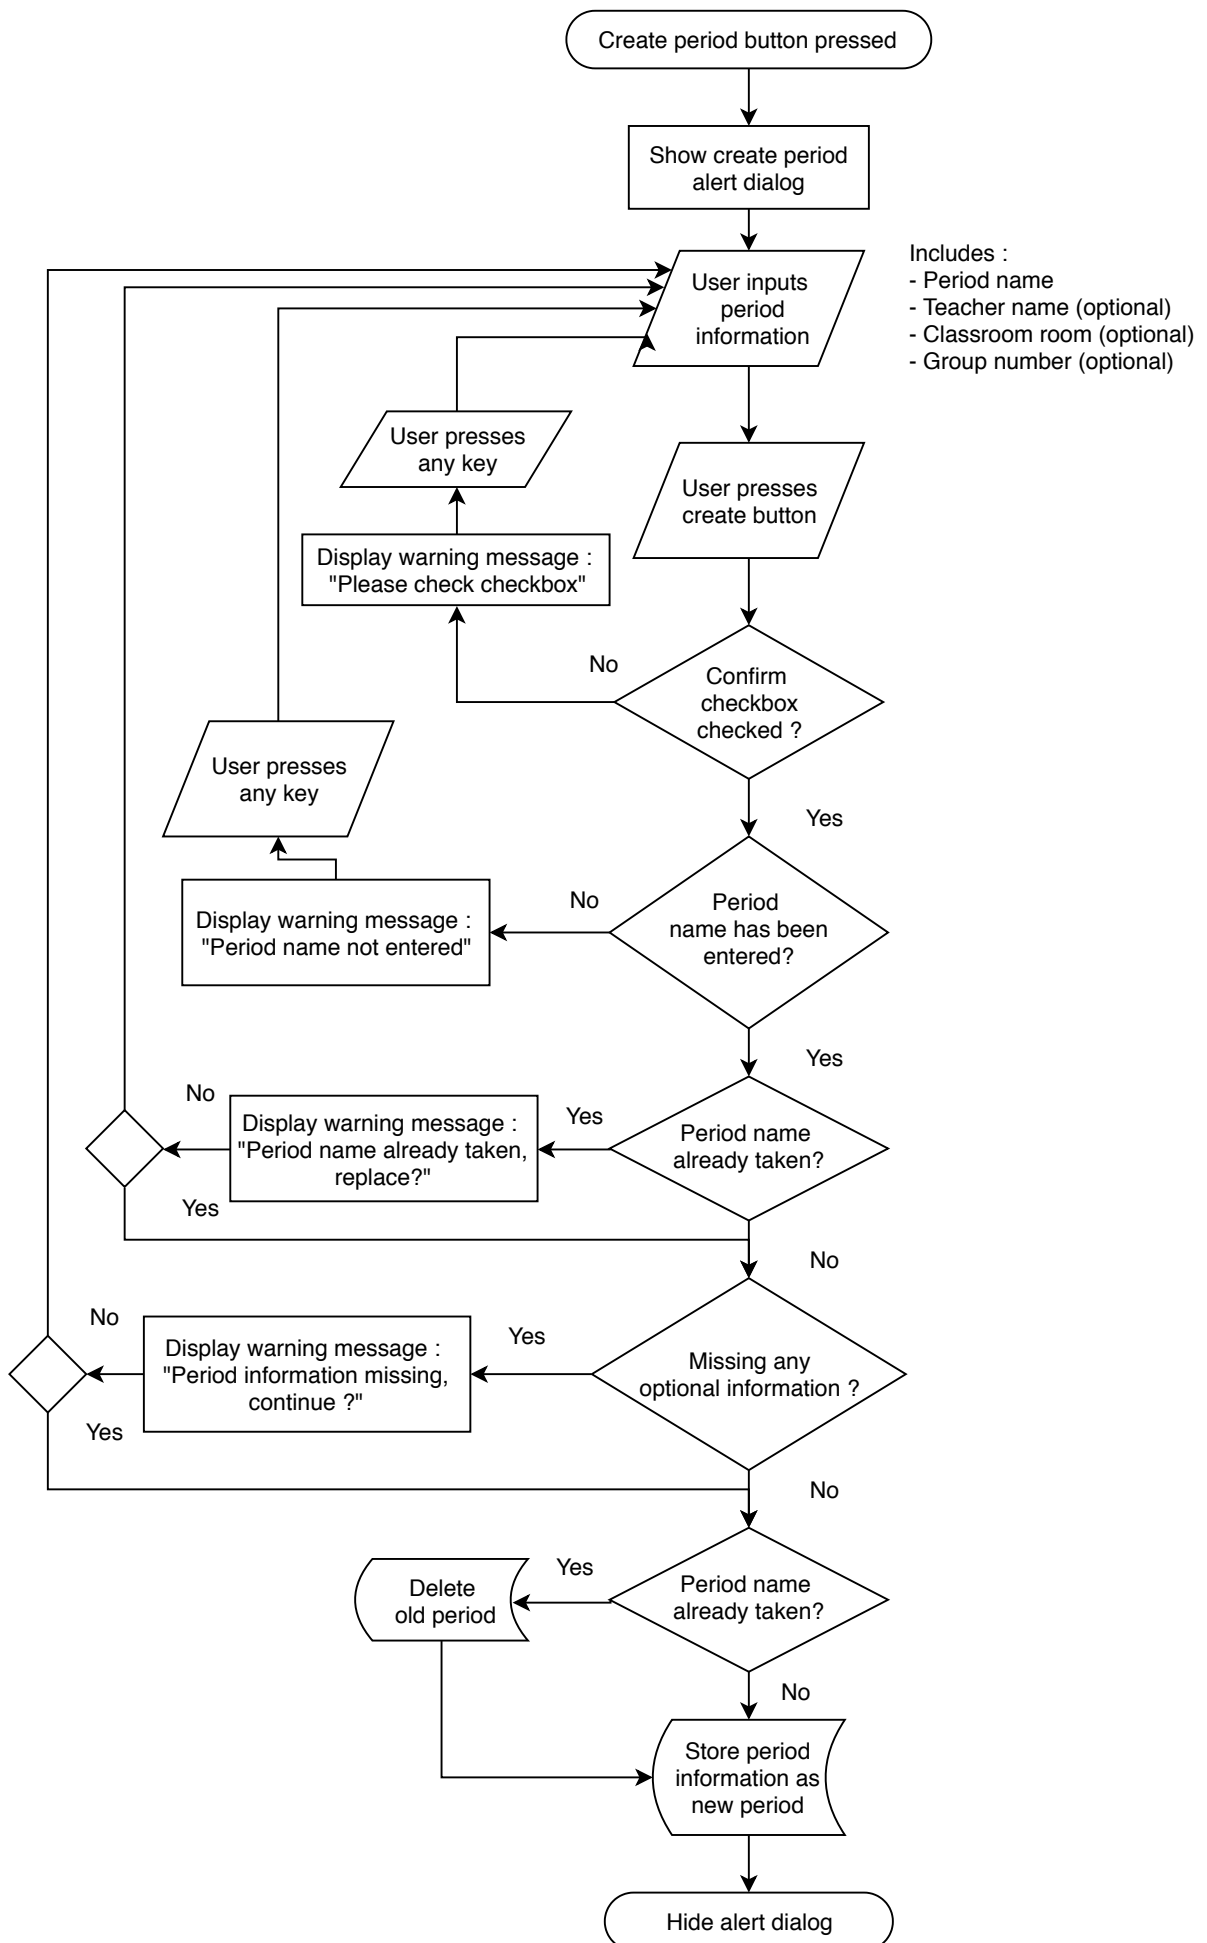 Create period button pressed
Show create period
alert dialog
User inputs
period
information
Includes :
- Period name
- Teacher name (optional)
- Classroom room (optional)
- Group number (optional)
User presses
any key
User presses
create button
Display warning message :
"Please check checkbox"
No
Confirm
checkbox
checked ?
User presses
any key
Yes
Display warning message :
"Period name not entered"
No
Period
name has been
entered?
Yes
No
Display warning message :
"Period name already taken,
replace?"
Yes
Period name
already taken?
Yes
No
No
Display warning message :
"Period information missing,
continue ?"
Yes
Missing any
optional information ?
Yes
No
Delete
old period
Yes
Period name
already taken?
No
Store period
information as
new period
Hide alert dialog